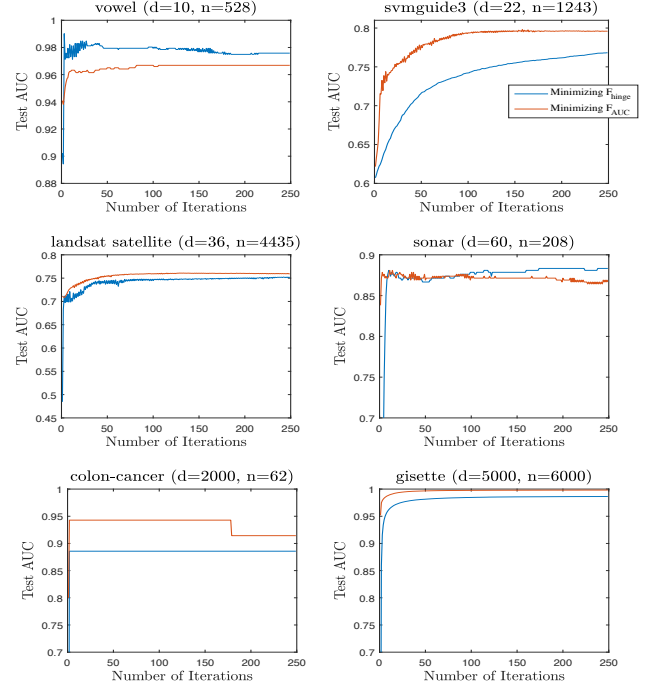 vowel (d=10, n=528)
Test AUC
1
0.98
0.96
0.94
0.92
0.9
0.88
0 50 100 150 200 250
Number of Iterations
svmguide3 (d=22, n=1243)
Test AUC
0.8
0.75
0.7
0.65
0.6
0 50 100 150 200 250
Number of Iterations
Minimizing F_hinge
Minimizing F_AUC
landsat satellite (d=36, n=4435)
Test AUC
0.8
0.75
0.7
0.65
0.6
0.55
0.5
0.45
0 50 100 150 200 250
Number of Iterations
sonar (d=60, n=208)
Test AUC
0.9
0.85
0.8
0.75
0.7
0 50 100 150 200 250
Number of Iterations
colon-cancer (d=2000, n=62)
Test AUC
1
0.95
0.9
0.85
0.8
0.75
0.7
0 50 100 150 200 250
Number of Iterations
gisette (d=5000, n=6000)
Test AUC
1
0.95
0.9
0.85
0.8
0.75
0.7
0 50 100 150 200 250
Number of Iterations